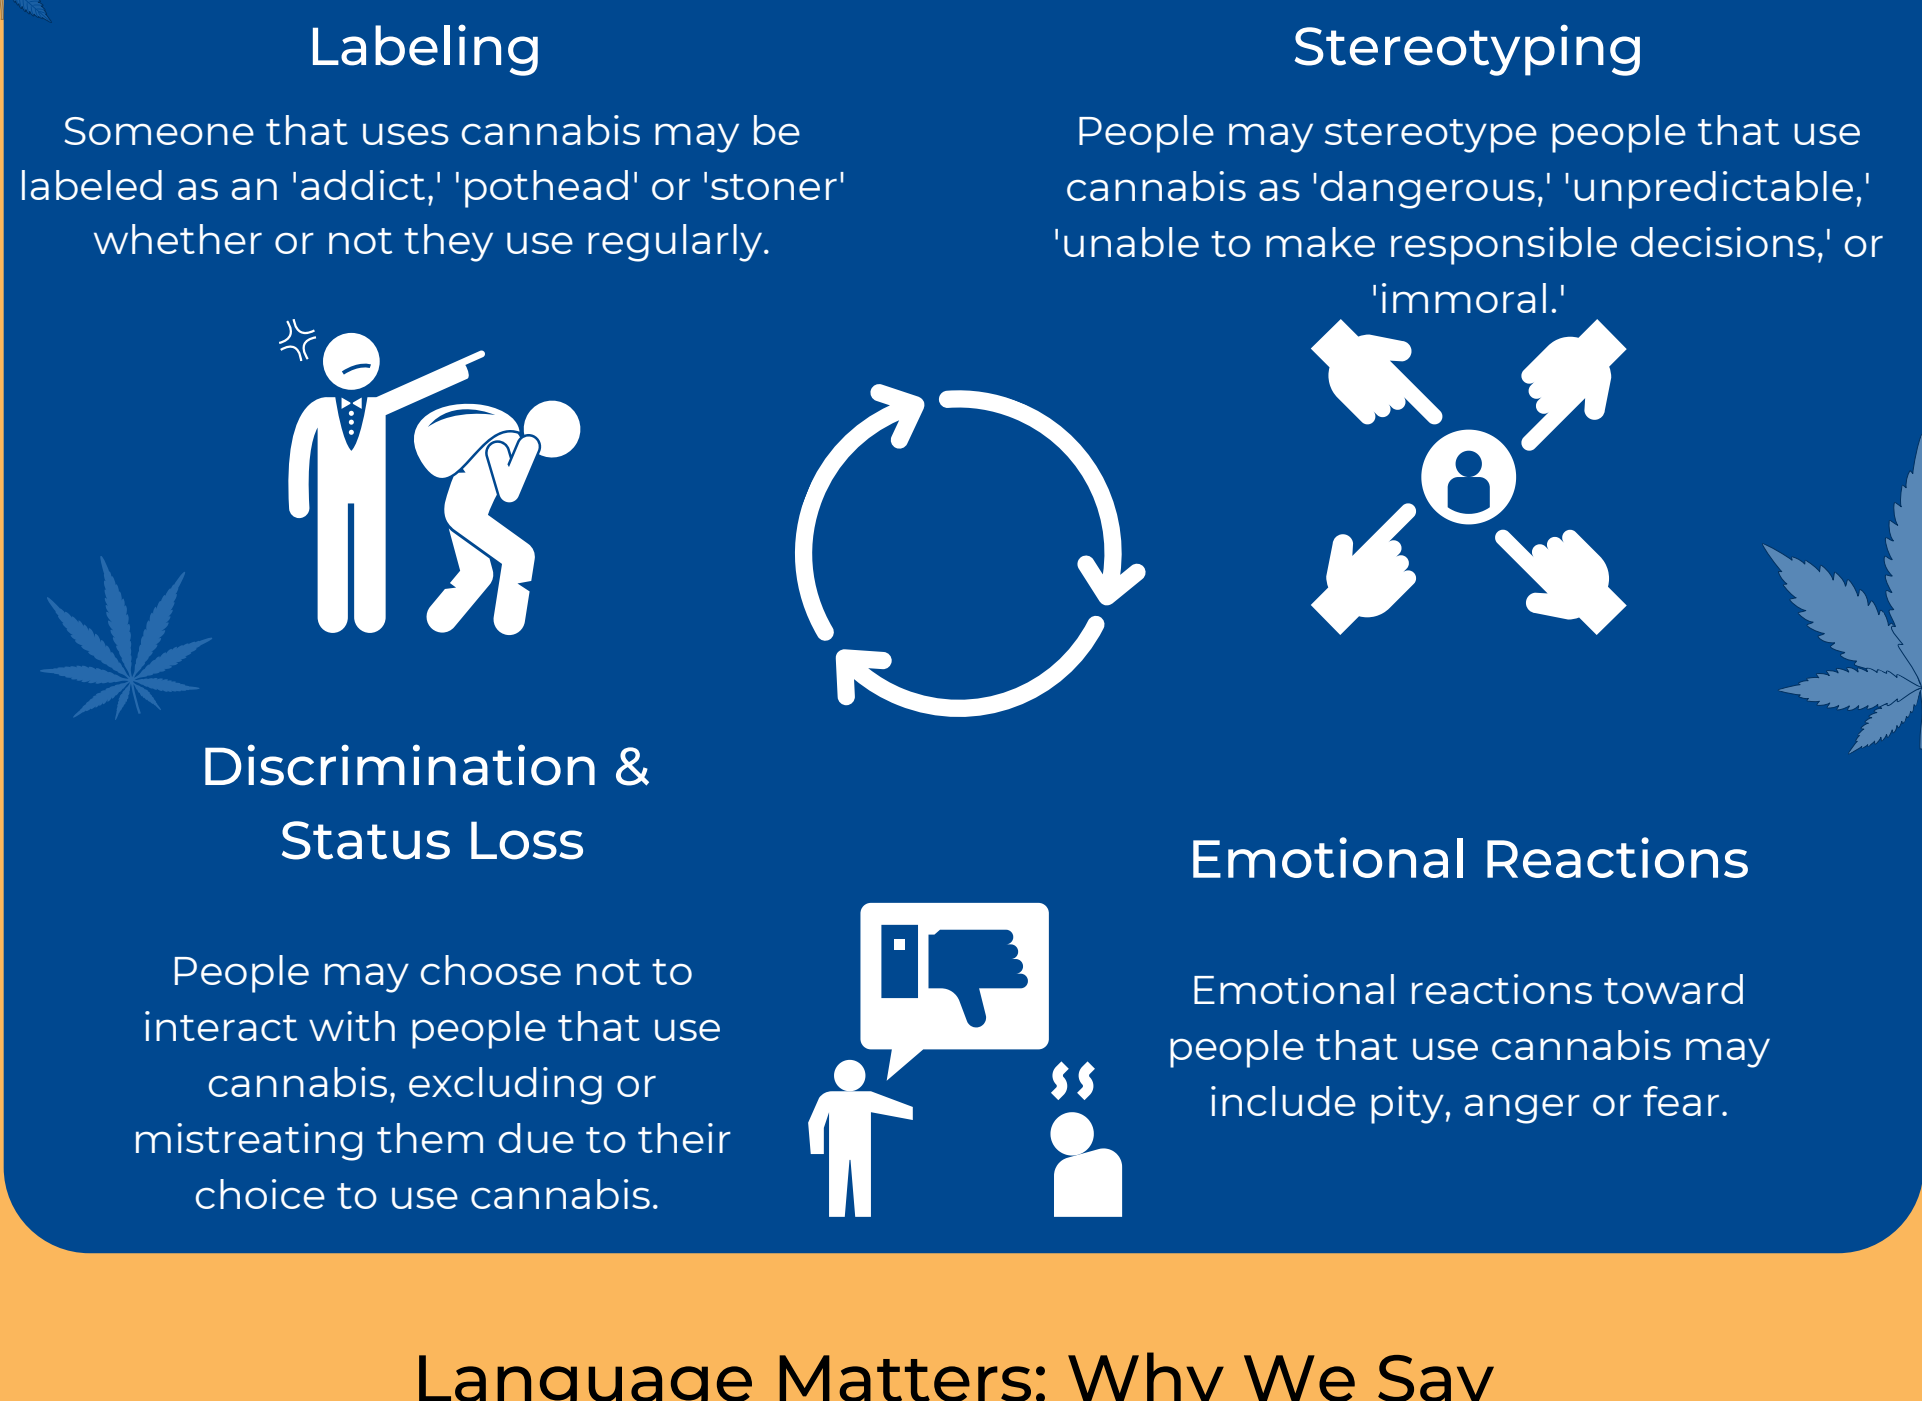 Labeling
Someone that uses cannabis may be
labeled as an 'addict,' 'pothead' or 'stoner'
whether or not they use regularly.
Stereotyping
People may stereotype people that use
cannabis as 'dangerous,' 'unpredictable,'
'unable to make responsible decisions,' or
'immoral.'
Discrimination &
Status Loss
People may choose not to
interact with people that use
cannabis, excluding or
mistreating them due to their
choice to use cannabis.
Emotional Reactions
Emotional reactions toward
people that use cannabis may
include pity, anger or fear.
Language Matters: Why We Say